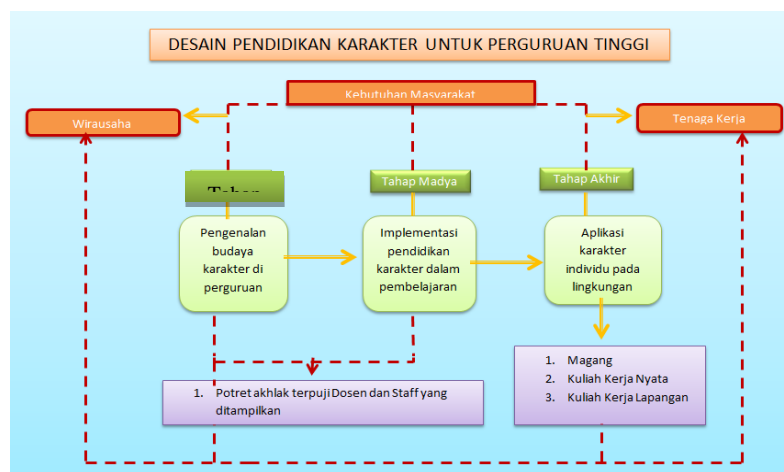 DESAIN PENDIDIKAN KARAKTER UNTUK PERGURUAN TINGGI
Kebutuhan Masyarakat
Wirausaha
Tenaga Kerja
Tahap
Tahap Madya
Tahap Akhir
Pengenalan
budaya
karakter di
perguruan
Implementasi
pendidikan
karakter dalam
pembelajaran
Aplikasi
karakter
individu pada
lingkungan
1. Potret akhlak terpuji Dosen dan Staff yang
ditampilkan
1. Magang
2. Kuliah Kerja Nyata
3. Kuliah Kerja Lapangan